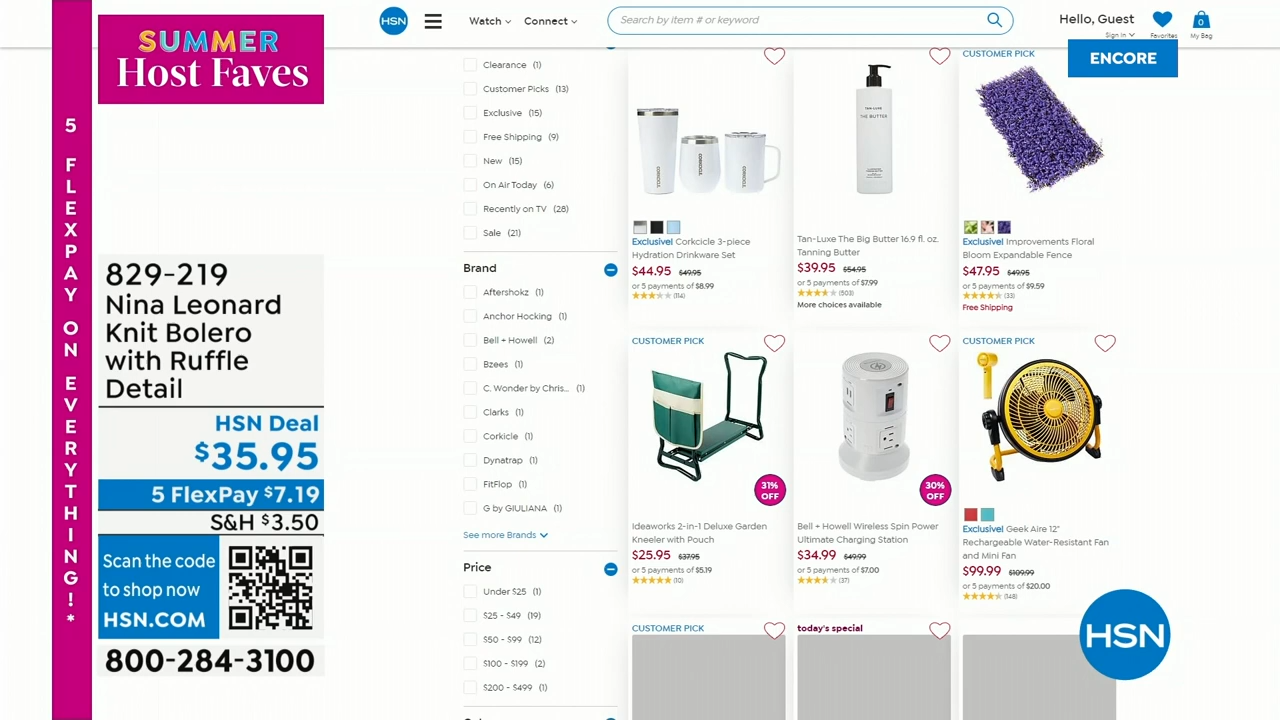 SUMMER
Host Faves
5 FLEXPAY ON EVERYTHING!*
829-219
Nina Leonard
Knit Bolero
with Ruffle
Detail
HSN Deal
$35.95
5 FlexPay $7.19
S&H $3.50
Scan the code
to shop now
HSN.COM
800-284-3100
HSN
Watch
Connect
Search by item # or keyword
Hello, Guest
Sign In
Favorites
0
My Bag
ENCORE
Clearance (1)
Customer Picks (13)
Exclusive (15)
Free Shipping (9)
New (15)
On Air Today (6)
Recently on TV (28)
Sale (21)
Brand
Aftershokz (1)
Anchor Hocking (1)
Bell + Howell (2)
Bzees (1)
C. Wonder by Chris... (1)
Clarks (1)
Corkcicle (1)
Dynatrap (1)
FitFlop (1)
G by GIULIANA (1)
See more Brands
Price
Under $25 (1)
$25 - $49 (19)
$50 - $99 (12)
$100 - $199 (2)
$200 - $499 (1)
CORKCICLE
CORKCICLE
CORKCICLE
Exclusive! Corkcicle 3-piece
Hydration Drinkware Set
$44.95 $49.95
or 5 payments of $8.99
(114)
TAN-LUXE
THE BUTTER
Tan-Luxe The Big Butter 16.9 fl. oz.
Tanning Butter
$39.95 $54.95
or 5 payments of $7.99
(503)
More choices available
CUSTOMER PICK
Exclusive! Improvements Floral
Bloom Expandable Fence
$47.95 $49.95
or 5 payments of $9.59
(33)
Free Shipping
CUSTOMER PICK
31%
OFF
Ideaworks 2-in-1 Deluxe Garden
Kneeler with Pouch
$25.95 $37.95
or 5 payments of $5.19
(10)
30%
OFF
Bell + Howell Wireless Spin Power
Ultimate Charging Station
$34.99 $49.99
or 5 payments of $7.00
(37)
CUSTOMER PICK
Exclusive! Geek Aire 12"
Rechargeable Water-Resistant Fan
and Mini Fan
$99.99 $109.99
or 5 payments of $20.00
(148)
CUSTOMER PICK
today's special
HSN